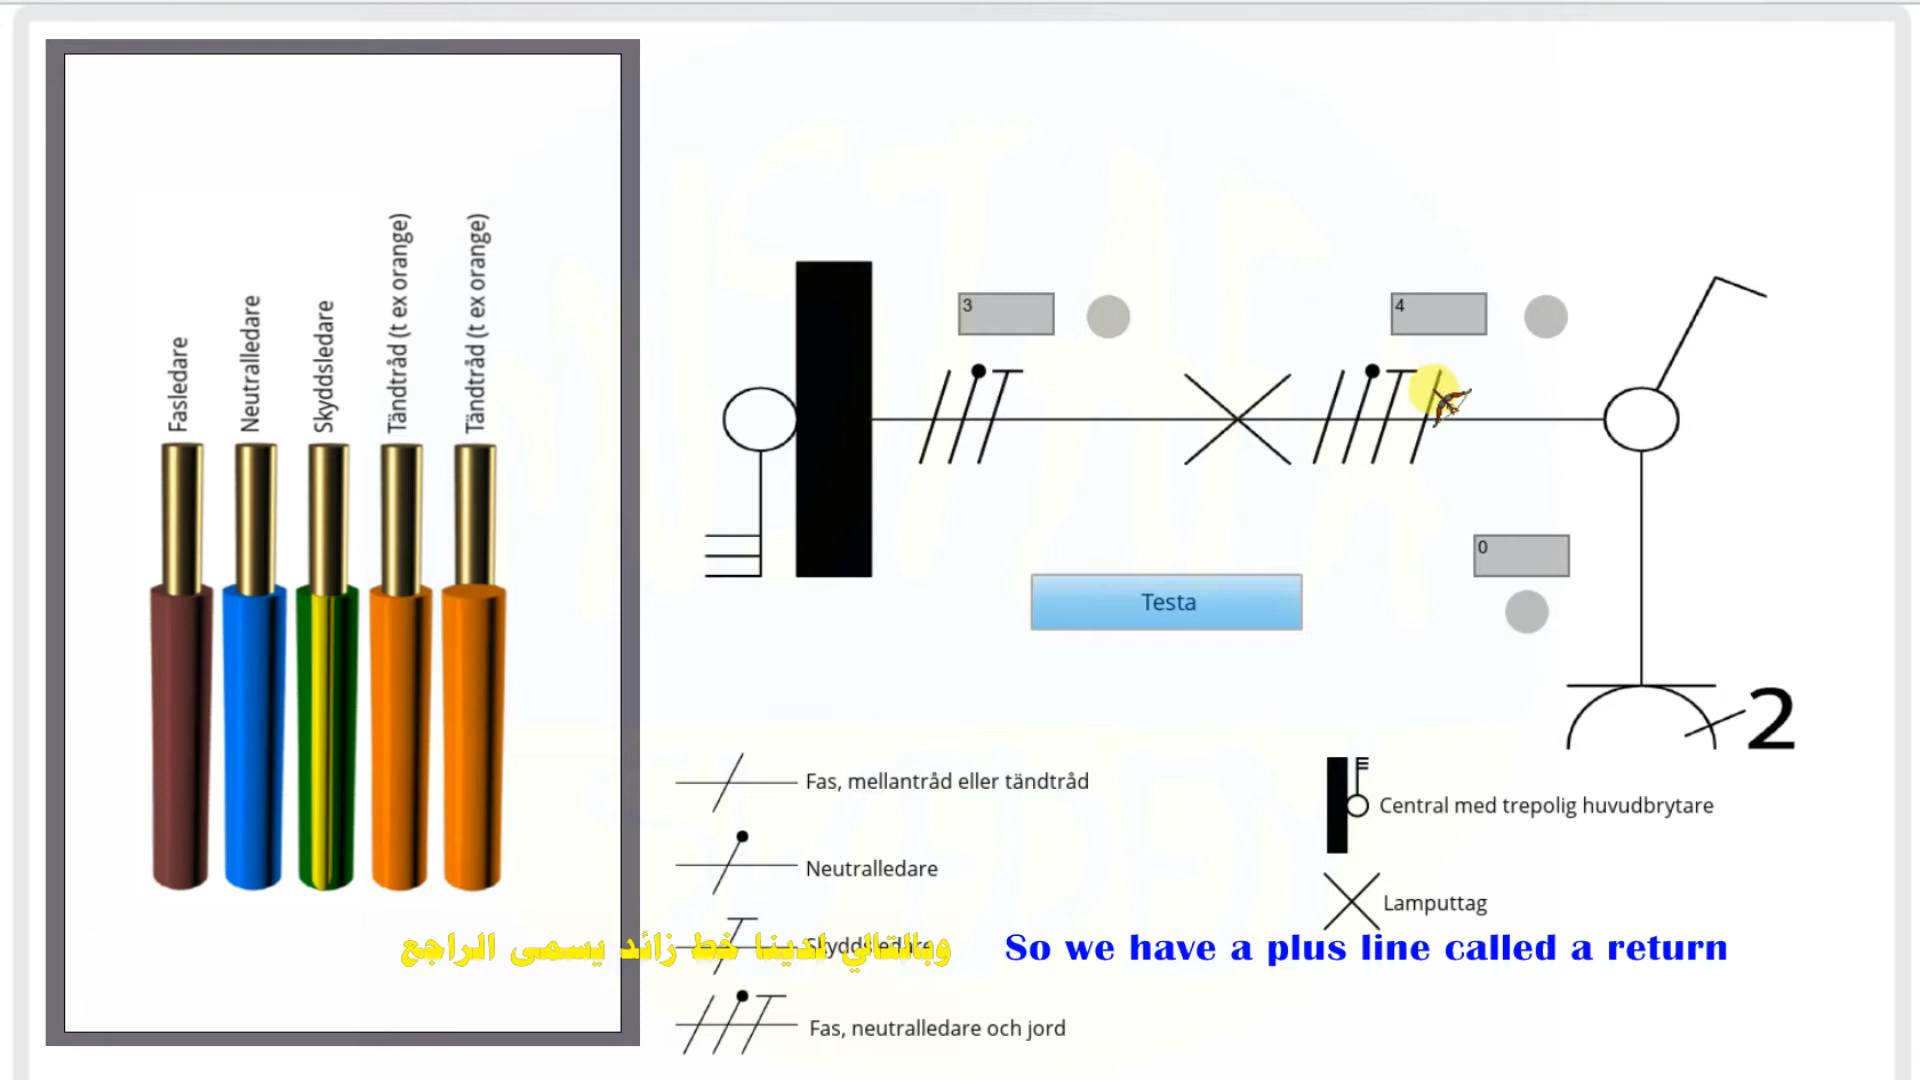 Fasledare
Neutralledare
Skyddsledare
Tändtråd (t ex orange)
Tändtråd (t ex orange)
3
4
0
Testa
2
Fas, mellantråd eller tändtråd
Neutralledare
Skyddsledare
Fas, neutralledare och jord
Central med trepolig huvudbrytare
Lamputtag
وبالتالي لدينا خط زائد يسمى الراجع
So we have a plus line called a return